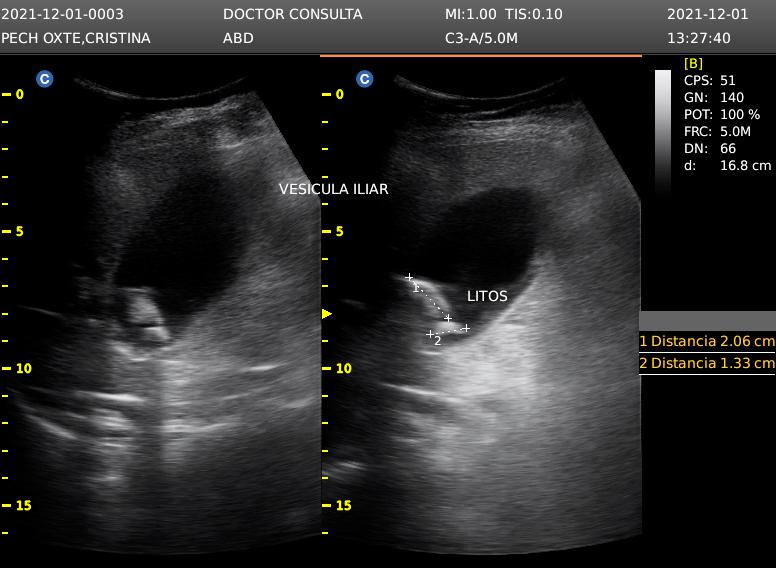 2021-12-01-0003 DOCTOR CONSULTA MI:1.00 TIS:0.10 2021-12-01
PECH OXTE,CRISTINA ABD C3-A/5.0M 13:27:40
C
C
[B]
CPS: 51
GN: 140
POT: 100 %
FRC: 5.0M
DN: 66
d: 16.8 cm
0
0
VESICULA ILIAR
5
5
1
LITOS
2
1 Distancia 2.06 cm
2 Distancia 1.33 cm
10
10
15
15